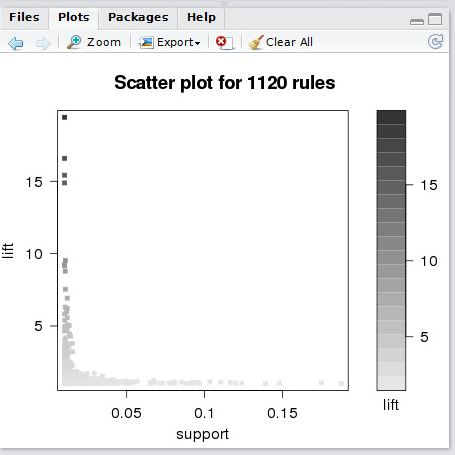 Files Plots Packages Help
Zoom Export Clear All
Scatter plot for 1120 rules
lift
15
10
5
0.05 0.1 0.15
support
15
10
5
lift